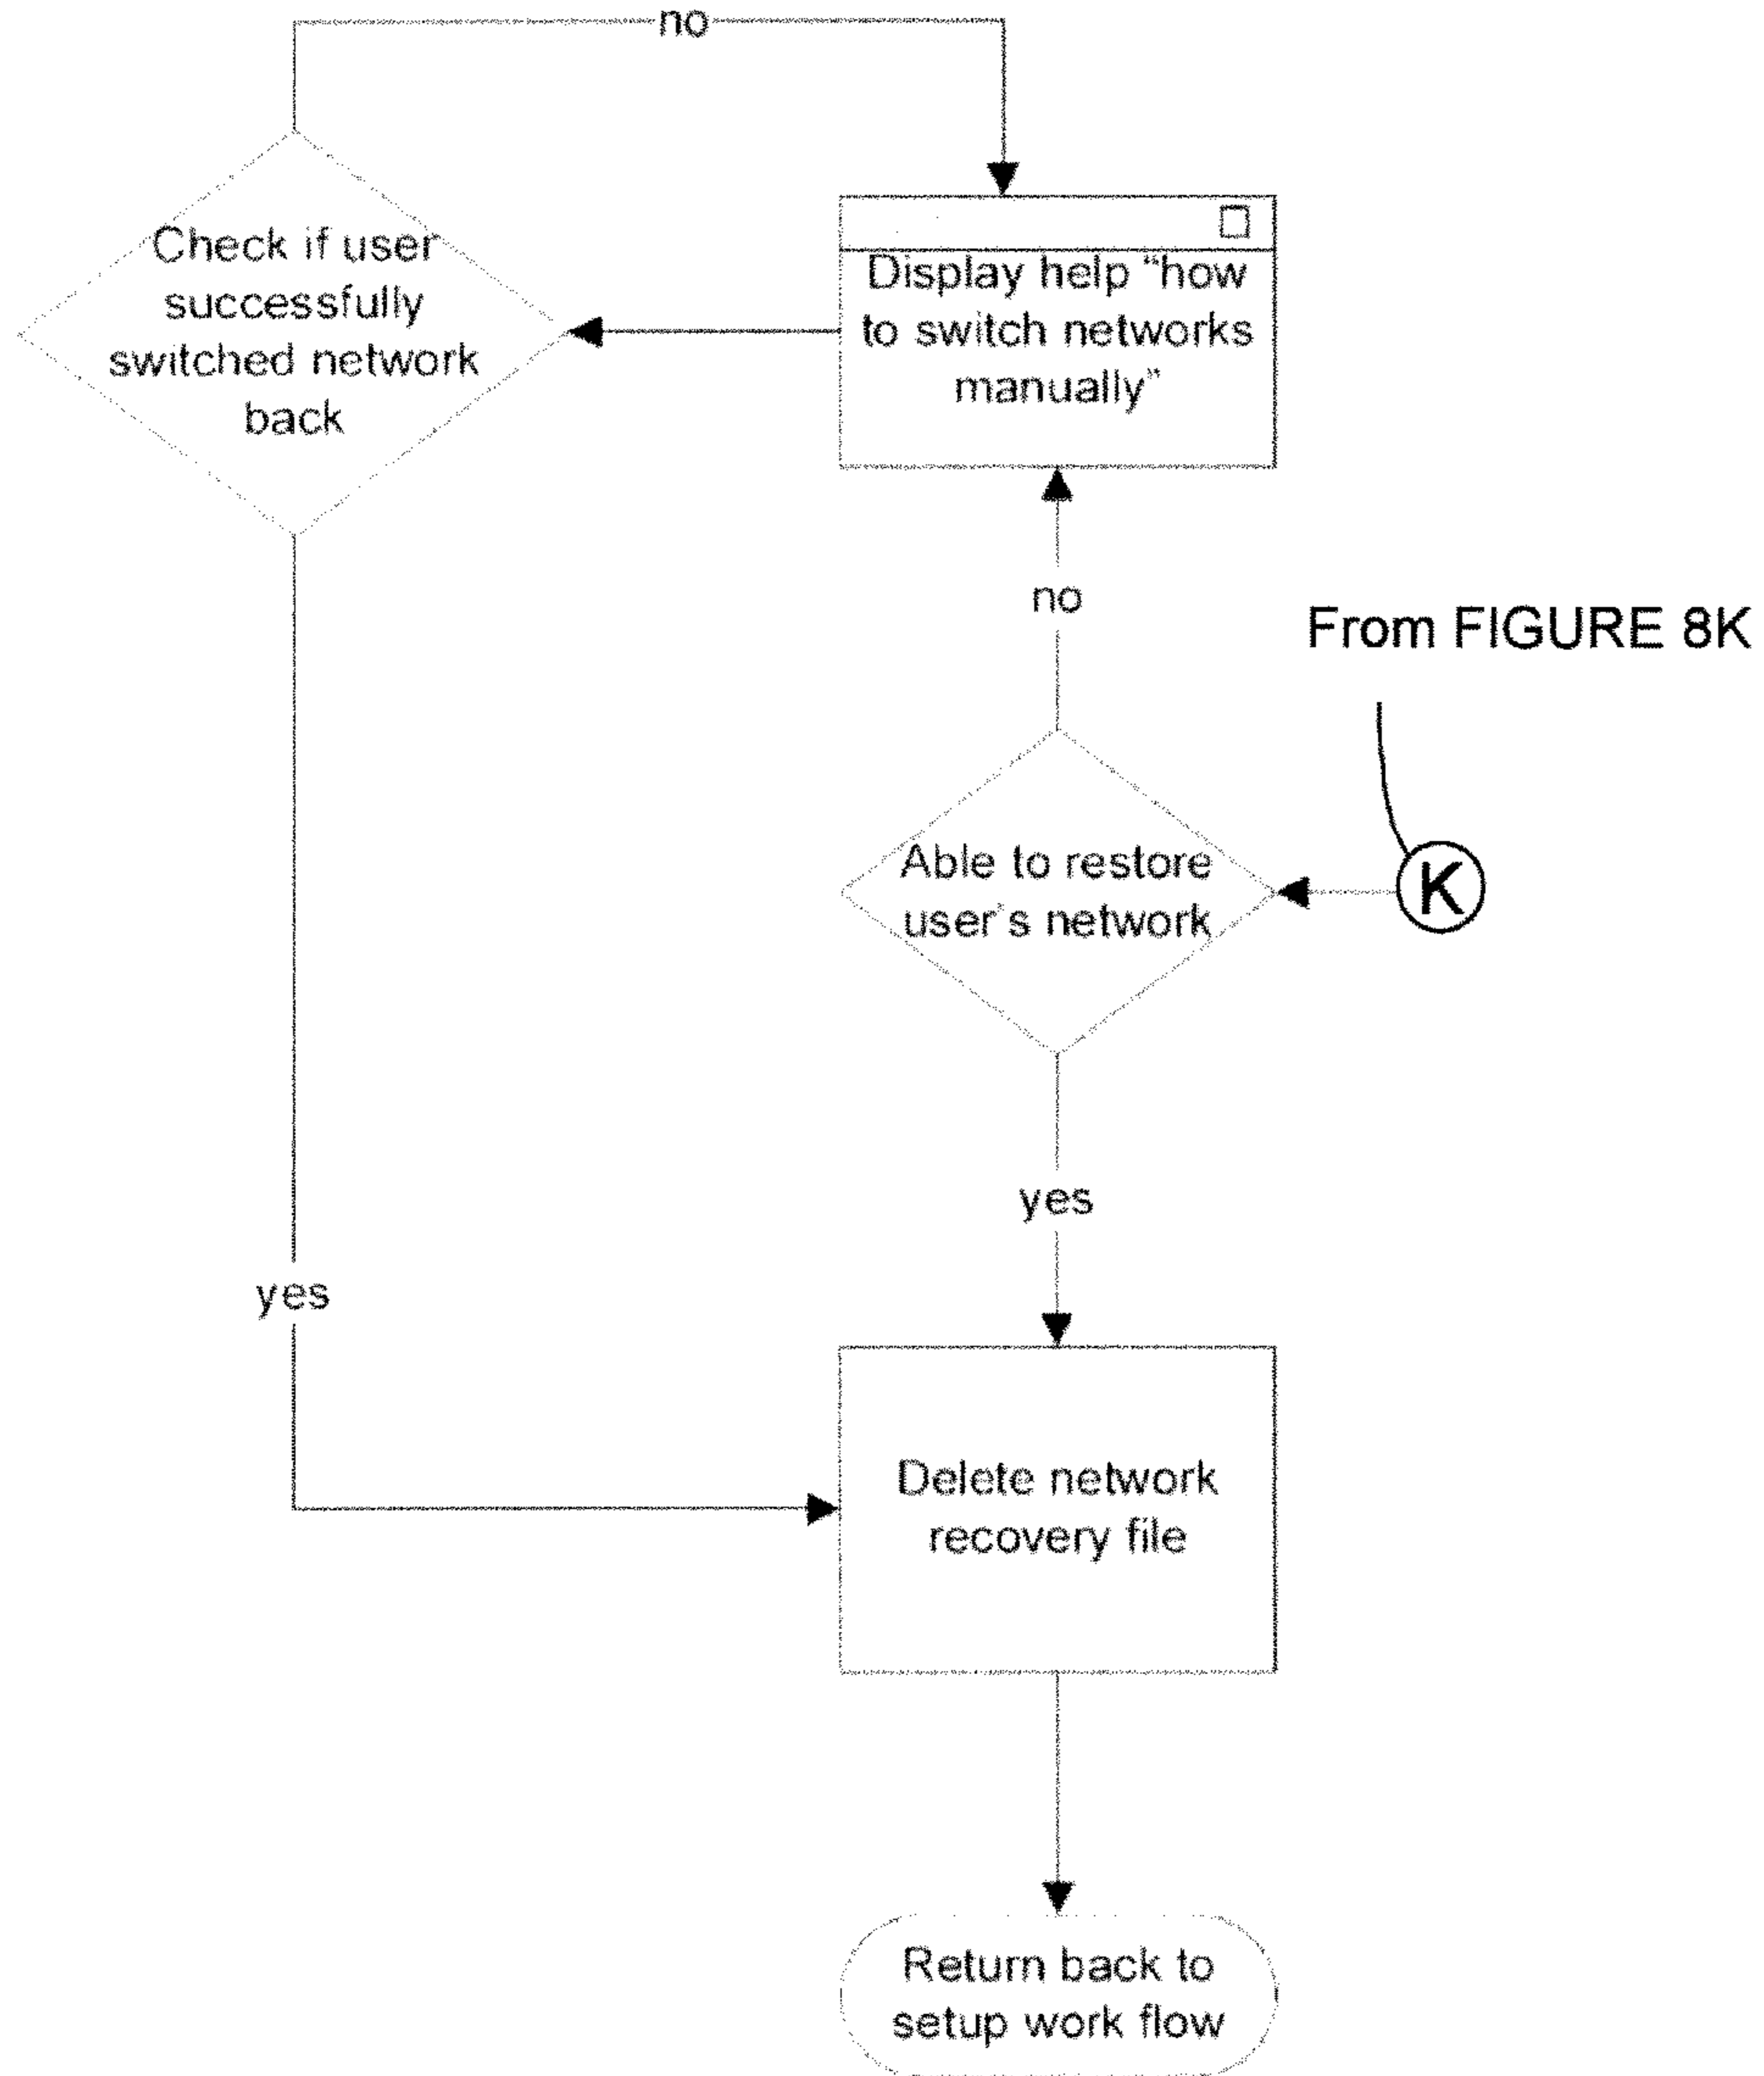 no
Check if user
successfully
switched network
back
Display help “how
to switch networks
manually”
no
From FIGURE 8K
Able to restore
user's network
K
yes
yes
Delete network
recovery file
Return back to
setup work flow